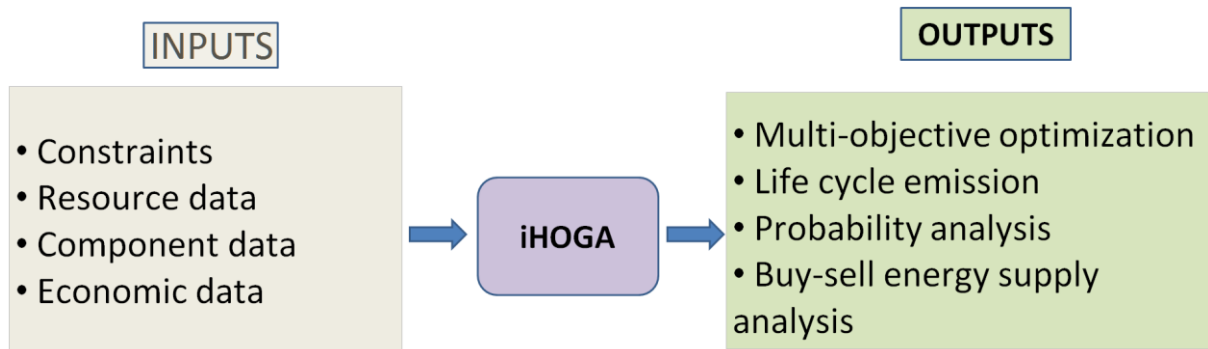 INPUTS
• Constraints
• Resource data
• Component data
• Economic data
iHOGA
OUTPUTS
• Multi-objective optimization
• Life cycle emission
• Probability analysis
• Buy-sell energy supply
analysis